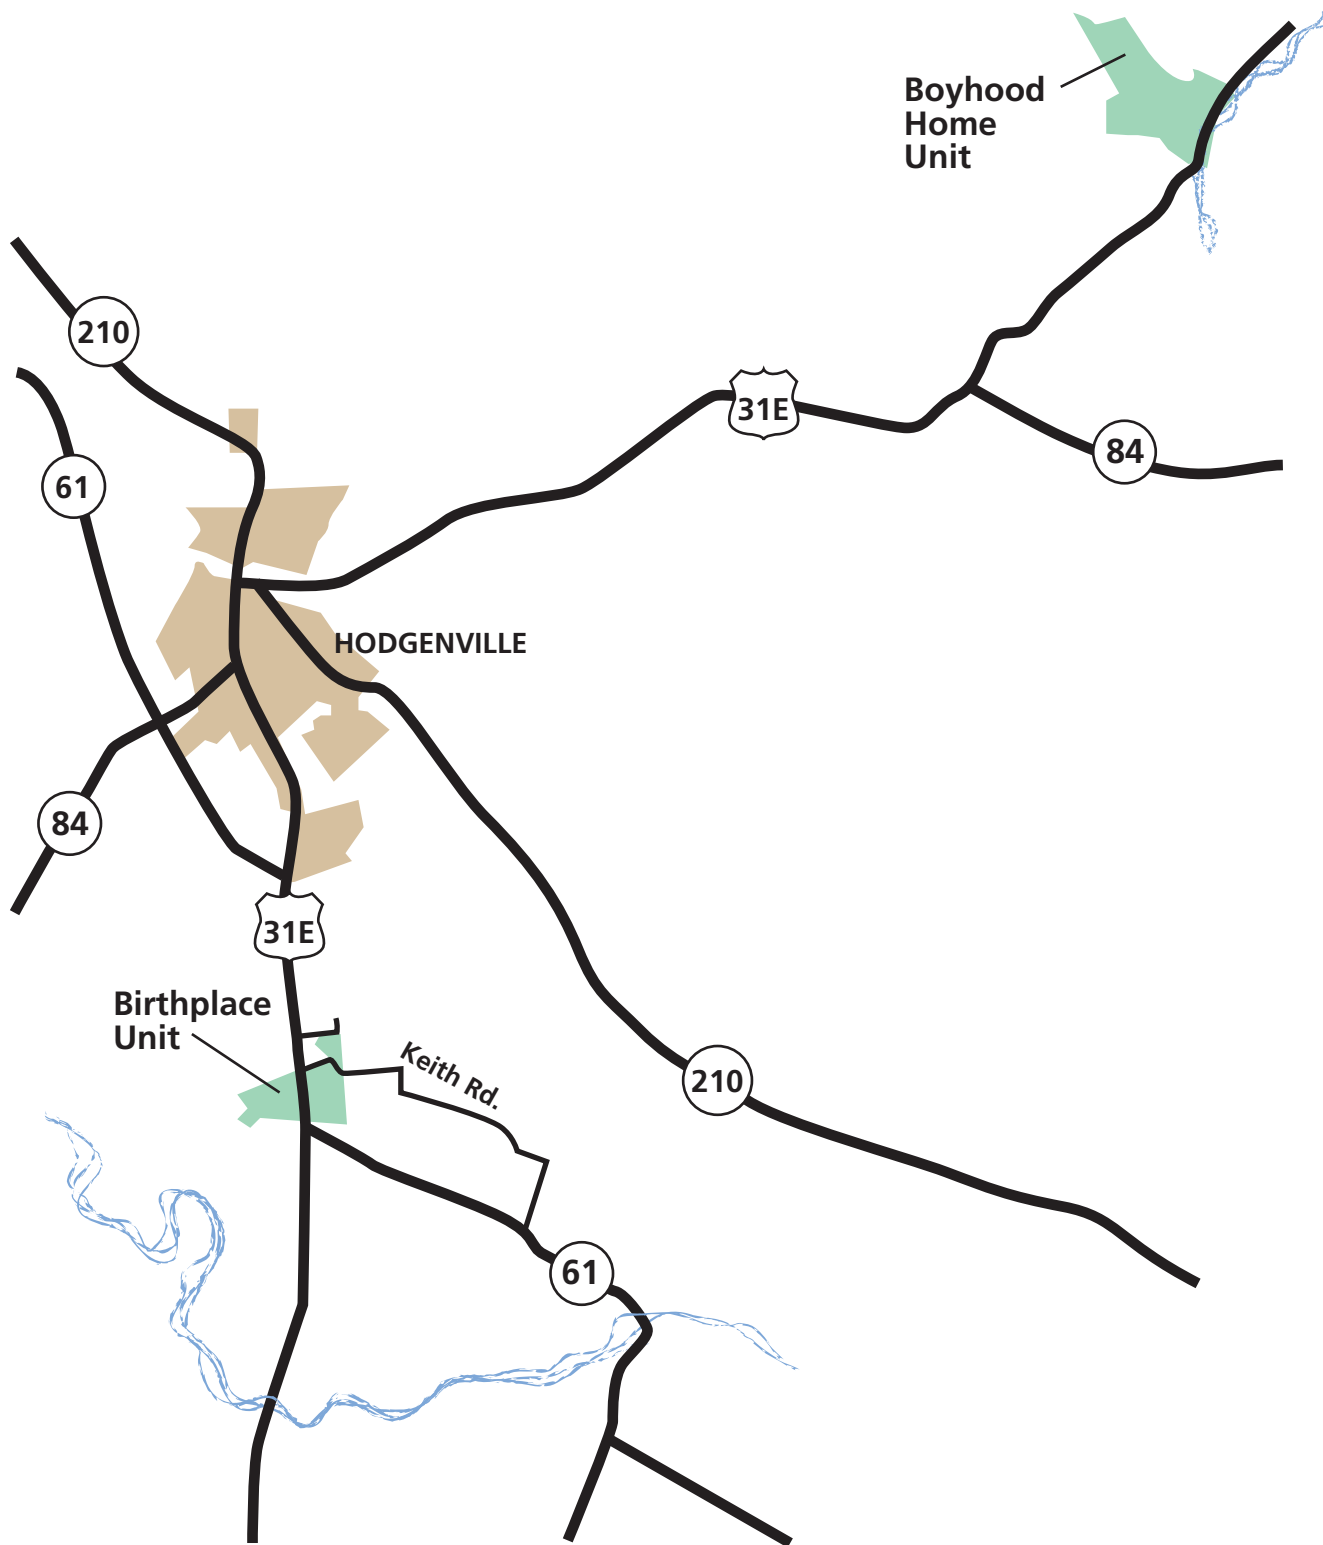 Boyhood
Home
Unit
210
31E
84
61
HODGENVILLE
84
31E
Birthplace
Unit
Keith Rd.
210
61